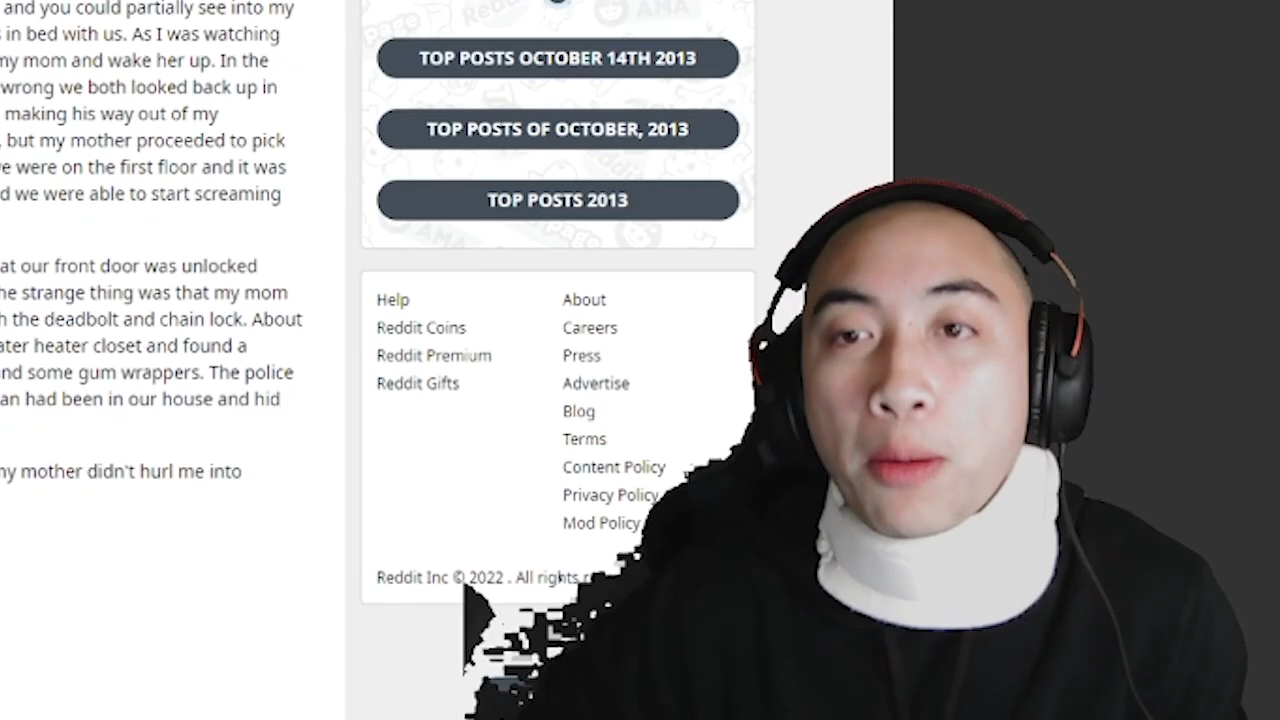 and you could partially see into my
in bed with us. As I was watching
my mom and wake her up. In the
wrong we both looked back up in
making his way out of my
, but my mother proceeded to pick
we were on the first floor and it was
d we were able to start screaming
at our front door was unlocked
he strange thing was that my mom
h the deadbolt and chain lock. About
ater heater closet and found a
nd some gum wrappers. The police
an had been in our house and hid
my mother didn't hurl me into
TOP POSTS OCTOBER 14TH 2013
TOP POSTS OF OCTOBER, 2013
TOP POSTS 2013
Help
Reddit Coins
Reddit Premium
Reddit Gifts
About
Careers
Press
Advertise
Blog
Terms
Content Policy
Privacy Policy
Mod Policy
Reddit Inc © 2022 . All rights r